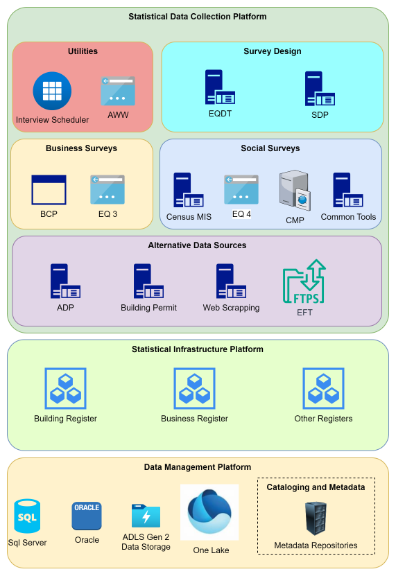 Statistical Data Collection Platform
Utilities
Interview Scheduler
AWW
Survey Design
EQDT
SDP
Business Surveys
BCP
EQ 3
Social Surveys
Census MIS
EQ 4
CMP
Common Tools
Alternative Data Sources
ADP
Building Permit
Web Scrapping
FTPS
EFT
Statistical Infrastructure Platform
Building Register
Business Register
Other Registers
Data Management Platform
SQL
Sql Server
ORACLE
Oracle
ADLS Gen 2
Data Storage
One Lake
Cataloging and Metadata
Metadata Repositories